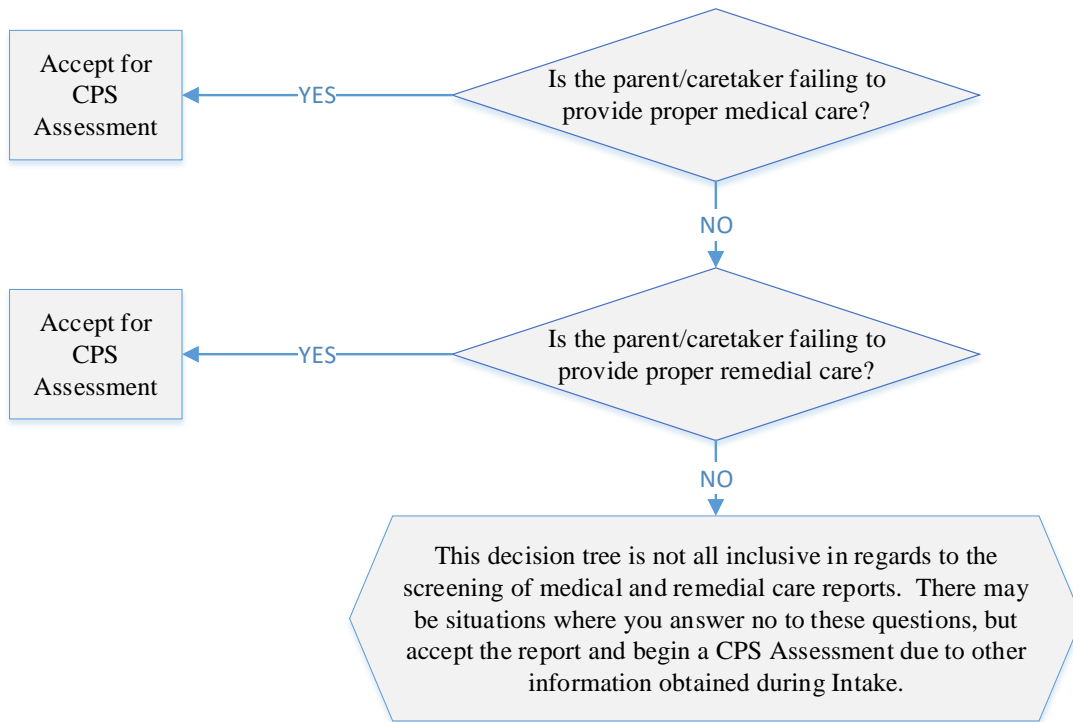 Accept for
CPS
Assessment
YES
Is the parent/caretaker failing to
provide proper medical care?
NO
Accept for
CPS
Assessment
YES
Is the parent/caretaker failing to
provide proper remedial care?
NO
This decision tree is not all inclusive in regards to the
screening of medical and remedial care reports.  There may
be situations where you answer no to these questions, but
accept the report and begin a CPS Assessment due to other
information obtained during Intake.